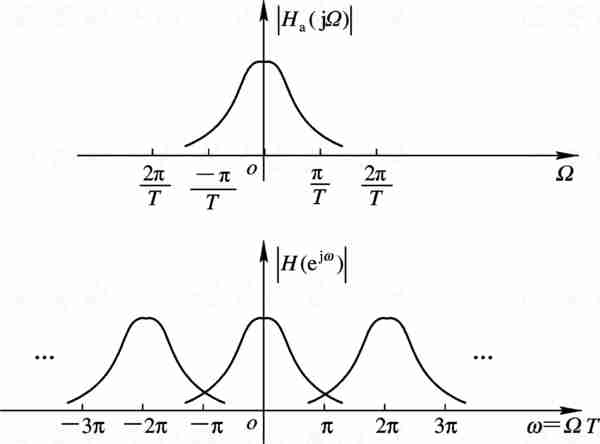 |Hₐ(jΩ)|
2π/T −π/T o π/T 2π/T Ω
|H(e^jω)|
... ...
−3π −2π −π o π 2π 3π ω=ΩT